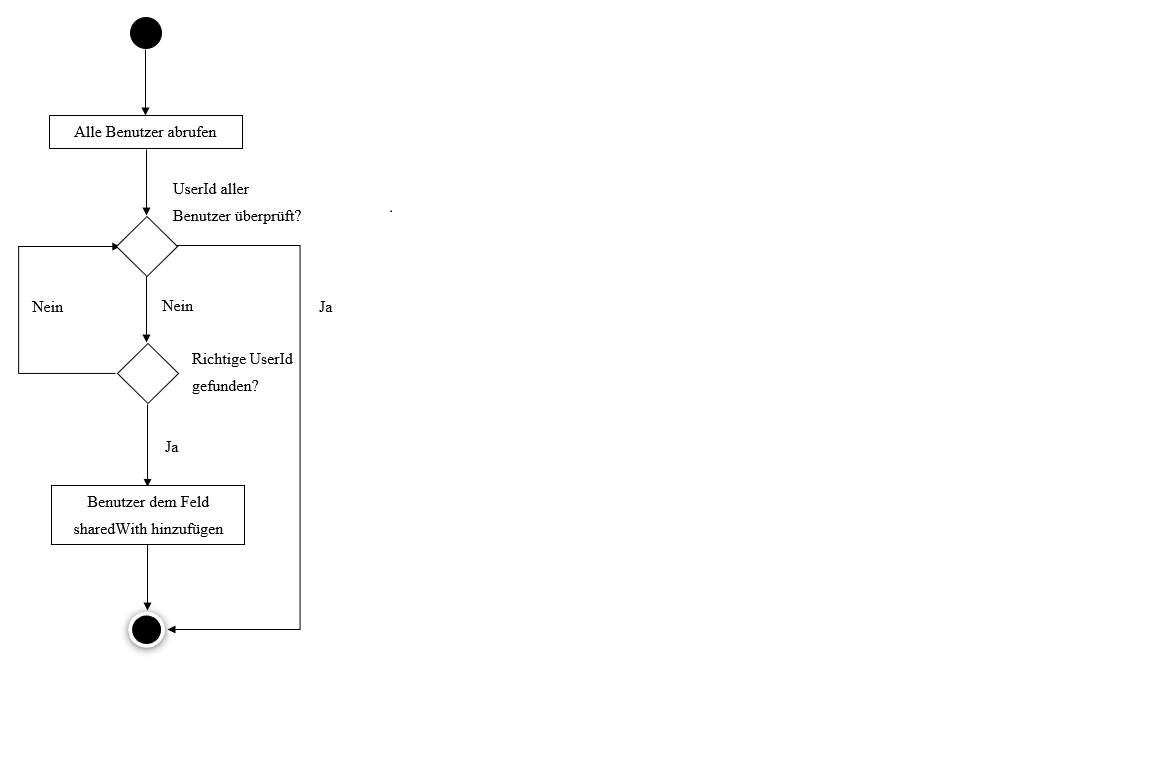 Alle Benutzer abrufen
UserId aller
Benutzer überprüft?
Nein
Nein
Ja
Richtige UserId
gefunden?
Ja
Benutzer dem Feld
sharedWith hinzufügen